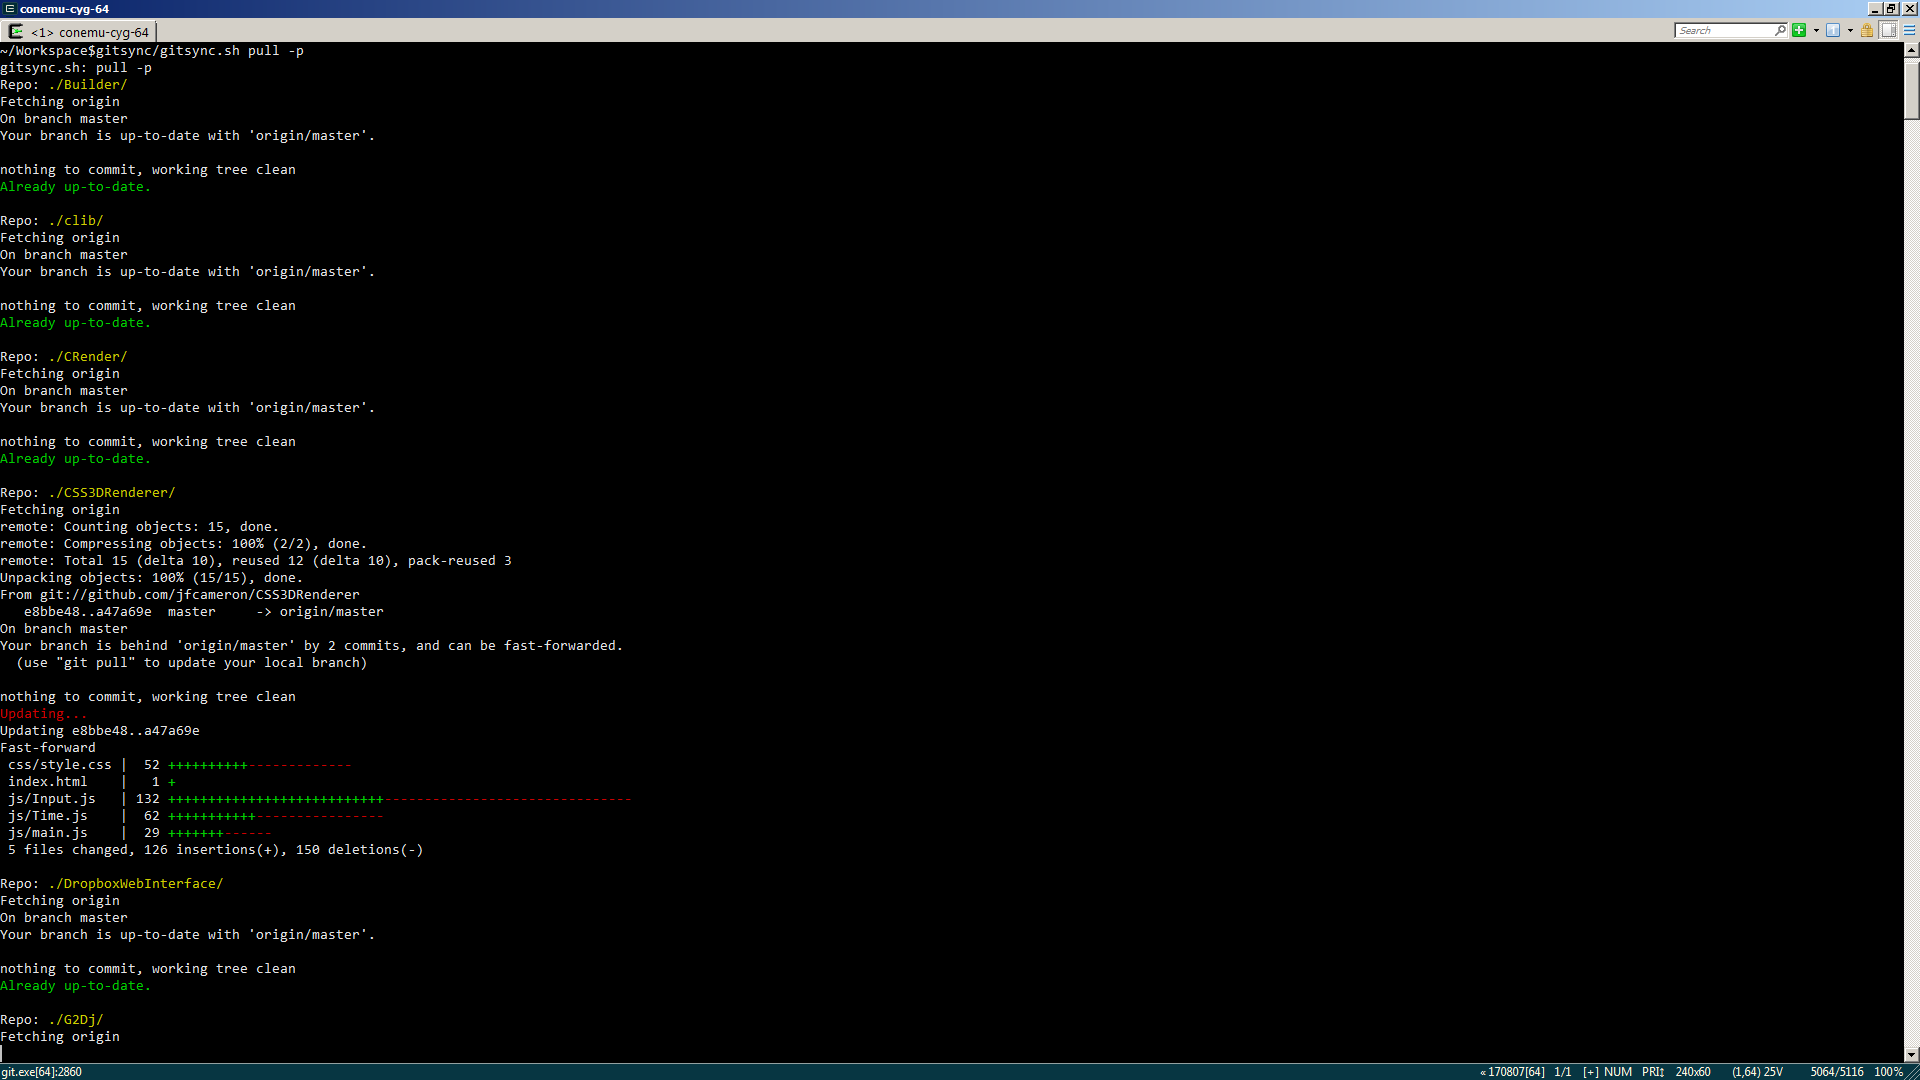 conemu-cyg-64
<1> conemu-cyg-64
Search
~/Workspace$gitsync/gitsync.sh pull -p
gitsync.sh: pull -p
Repo: ./Builder/
Fetching origin
On branch master
Your branch is up-to-date with 'origin/master'.
nothing to commit, working tree clean
Already up-to-date.
Repo: ./clib/
Fetching origin
On branch master
Your branch is up-to-date with 'origin/master'.
nothing to commit, working tree clean
Already up-to-date.
Repo: ./CRender/
Fetching origin
On branch master
Your branch is up-to-date with 'origin/master'.
nothing to commit, working tree clean
Already up-to-date.
Repo: ./CSS3DRenderer/
Fetching origin
remote: Counting objects: 15, done.
remote: Compressing objects: 100% (2/2), done.
remote: Total 15 (delta 10), reused 12 (delta 10), pack-reused 3
Unpacking objects: 100% (15/15), done.
From git://github.com/jfcameron/CSS3DRenderer
   e8bbe48..a47a69e  master     -> origin/master
On branch master
Your branch is behind 'origin/master' by 2 commits, and can be fast-forwarded.
  (use "git pull" to update your local branch)
nothing to commit, working tree clean
Updating...
Updating e8bbe48..a47a69e
Fast-forward
 css/style.css |  52 ++++++++++-------------
 index.html    |   1 +
 js/Input.js   | 132 +++++++++++++++++++++++++++-------------------------------
 js/Time.js    |  62 +++++++++++----------------
 js/main.js    |  29 +++++++------
 5 files changed, 126 insertions(+), 150 deletions(-)
Repo: ./DropboxWebInterface/
Fetching origin
On branch master
Your branch is up-to-date with 'origin/master'.
nothing to commit, working tree clean
Already up-to-date.
Repo: ./G2Dj/
Fetching origin
git.exe[64]:2860
«170807[64] 1/1 [+] NUM PRI↕ 240x60 (1,64) 25V 5064/5116 100%